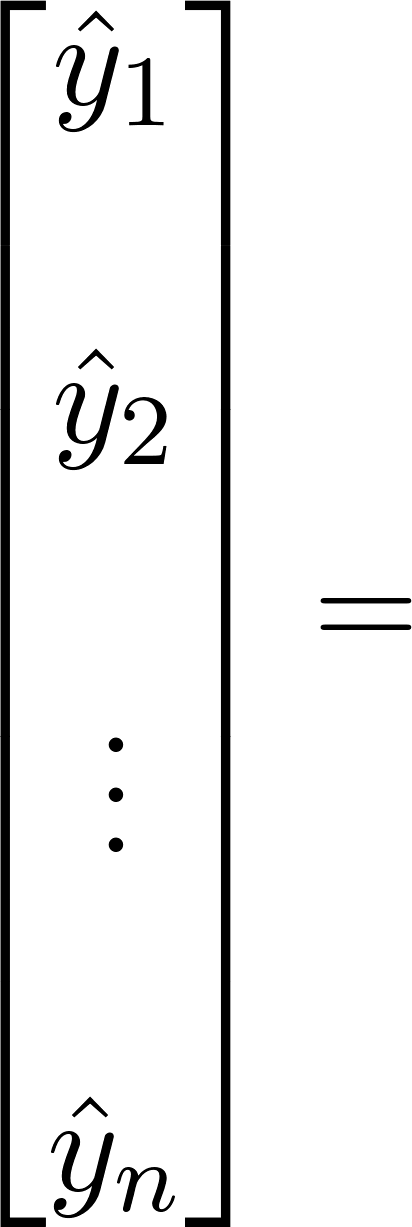 ŷ₁
ŷ₂
=
⋮
ŷₙ